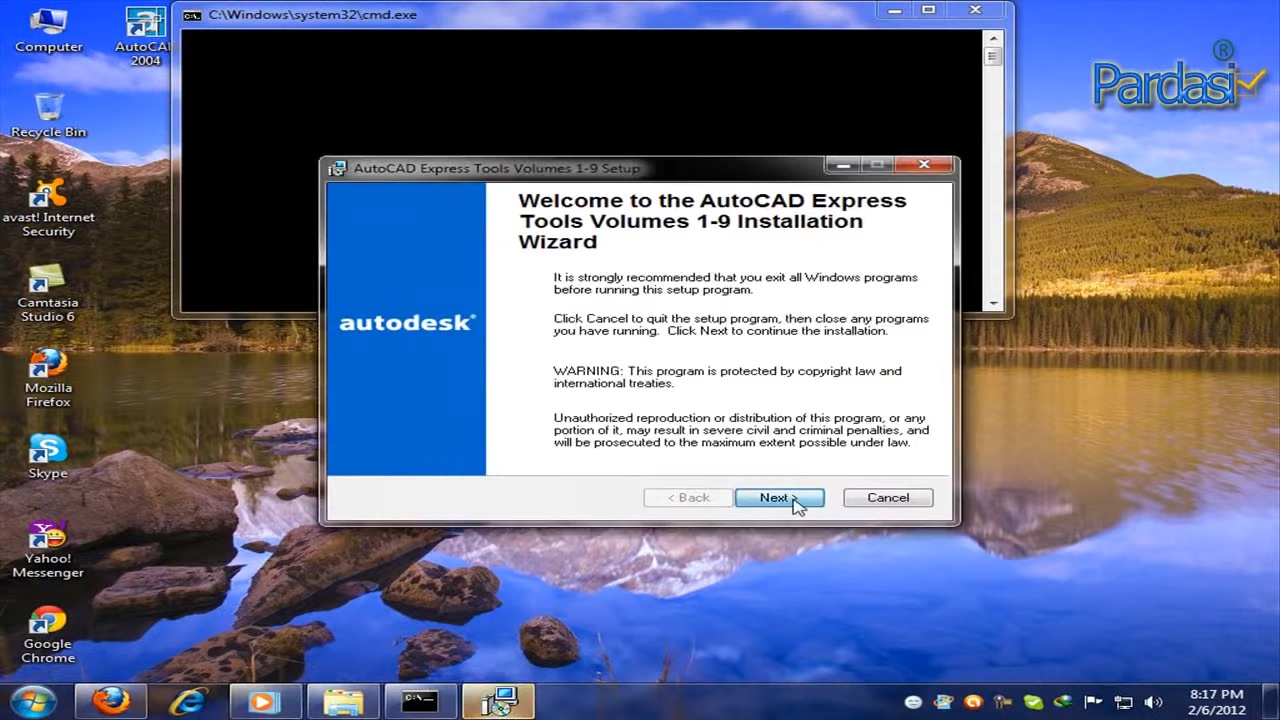 C:\Windows\system32\cmd.exe
Computer
AutoCAD
2004
Recycle Bin
avast! Internet
Security
Camtasia
Studio 6
Mozilla
Firefox
Skype
Yahoo!
Messenger
Google
Chrome
Pardasi®
AutoCAD Express Tools Volumes 1-9 Setup
Welcome to the AutoCAD Express
Tools Volumes 1-9 Installation
Wizard
It is strongly recommended that you exit all Windows programs
before running this setup program.
Click Cancel to quit the setup program, then close any programs
you have running. Click Next to continue the installation.
WARNING: This program is protected by copyright law and
international treaties.
Unauthorized reproduction or distribution of this program, or any
portion of it, may result in severe civil and criminal penalties, and
will be prosecuted to the maximum extent possible under law.
autodesk®
< Back
Next >
Cancel
8:17 PM
2/6/2012